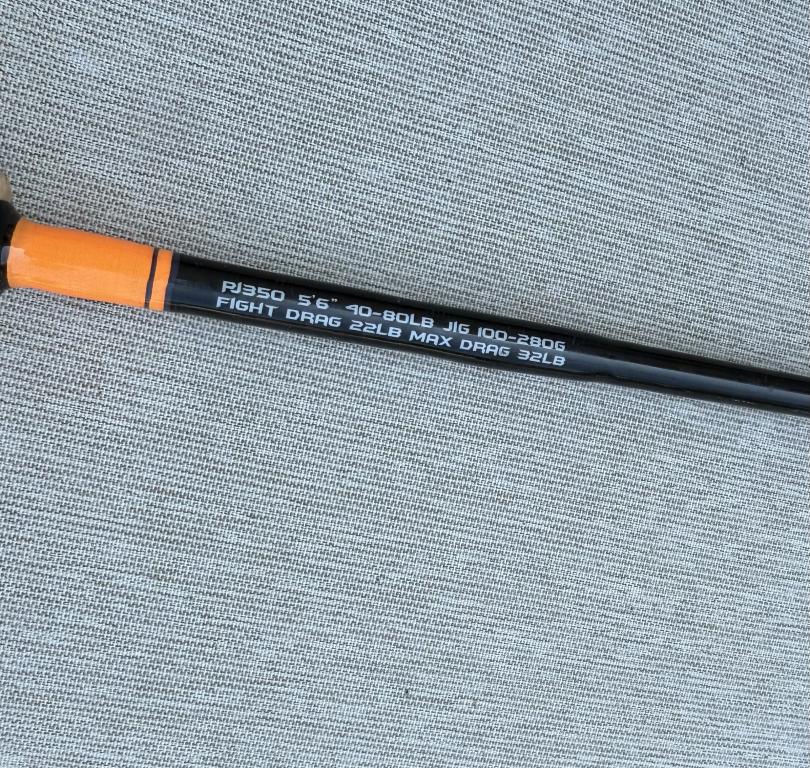 PJ350 5'6" 40-80LB JIG 100-280G
FIGHT DRAG 22LB MAX DRAG 32LB